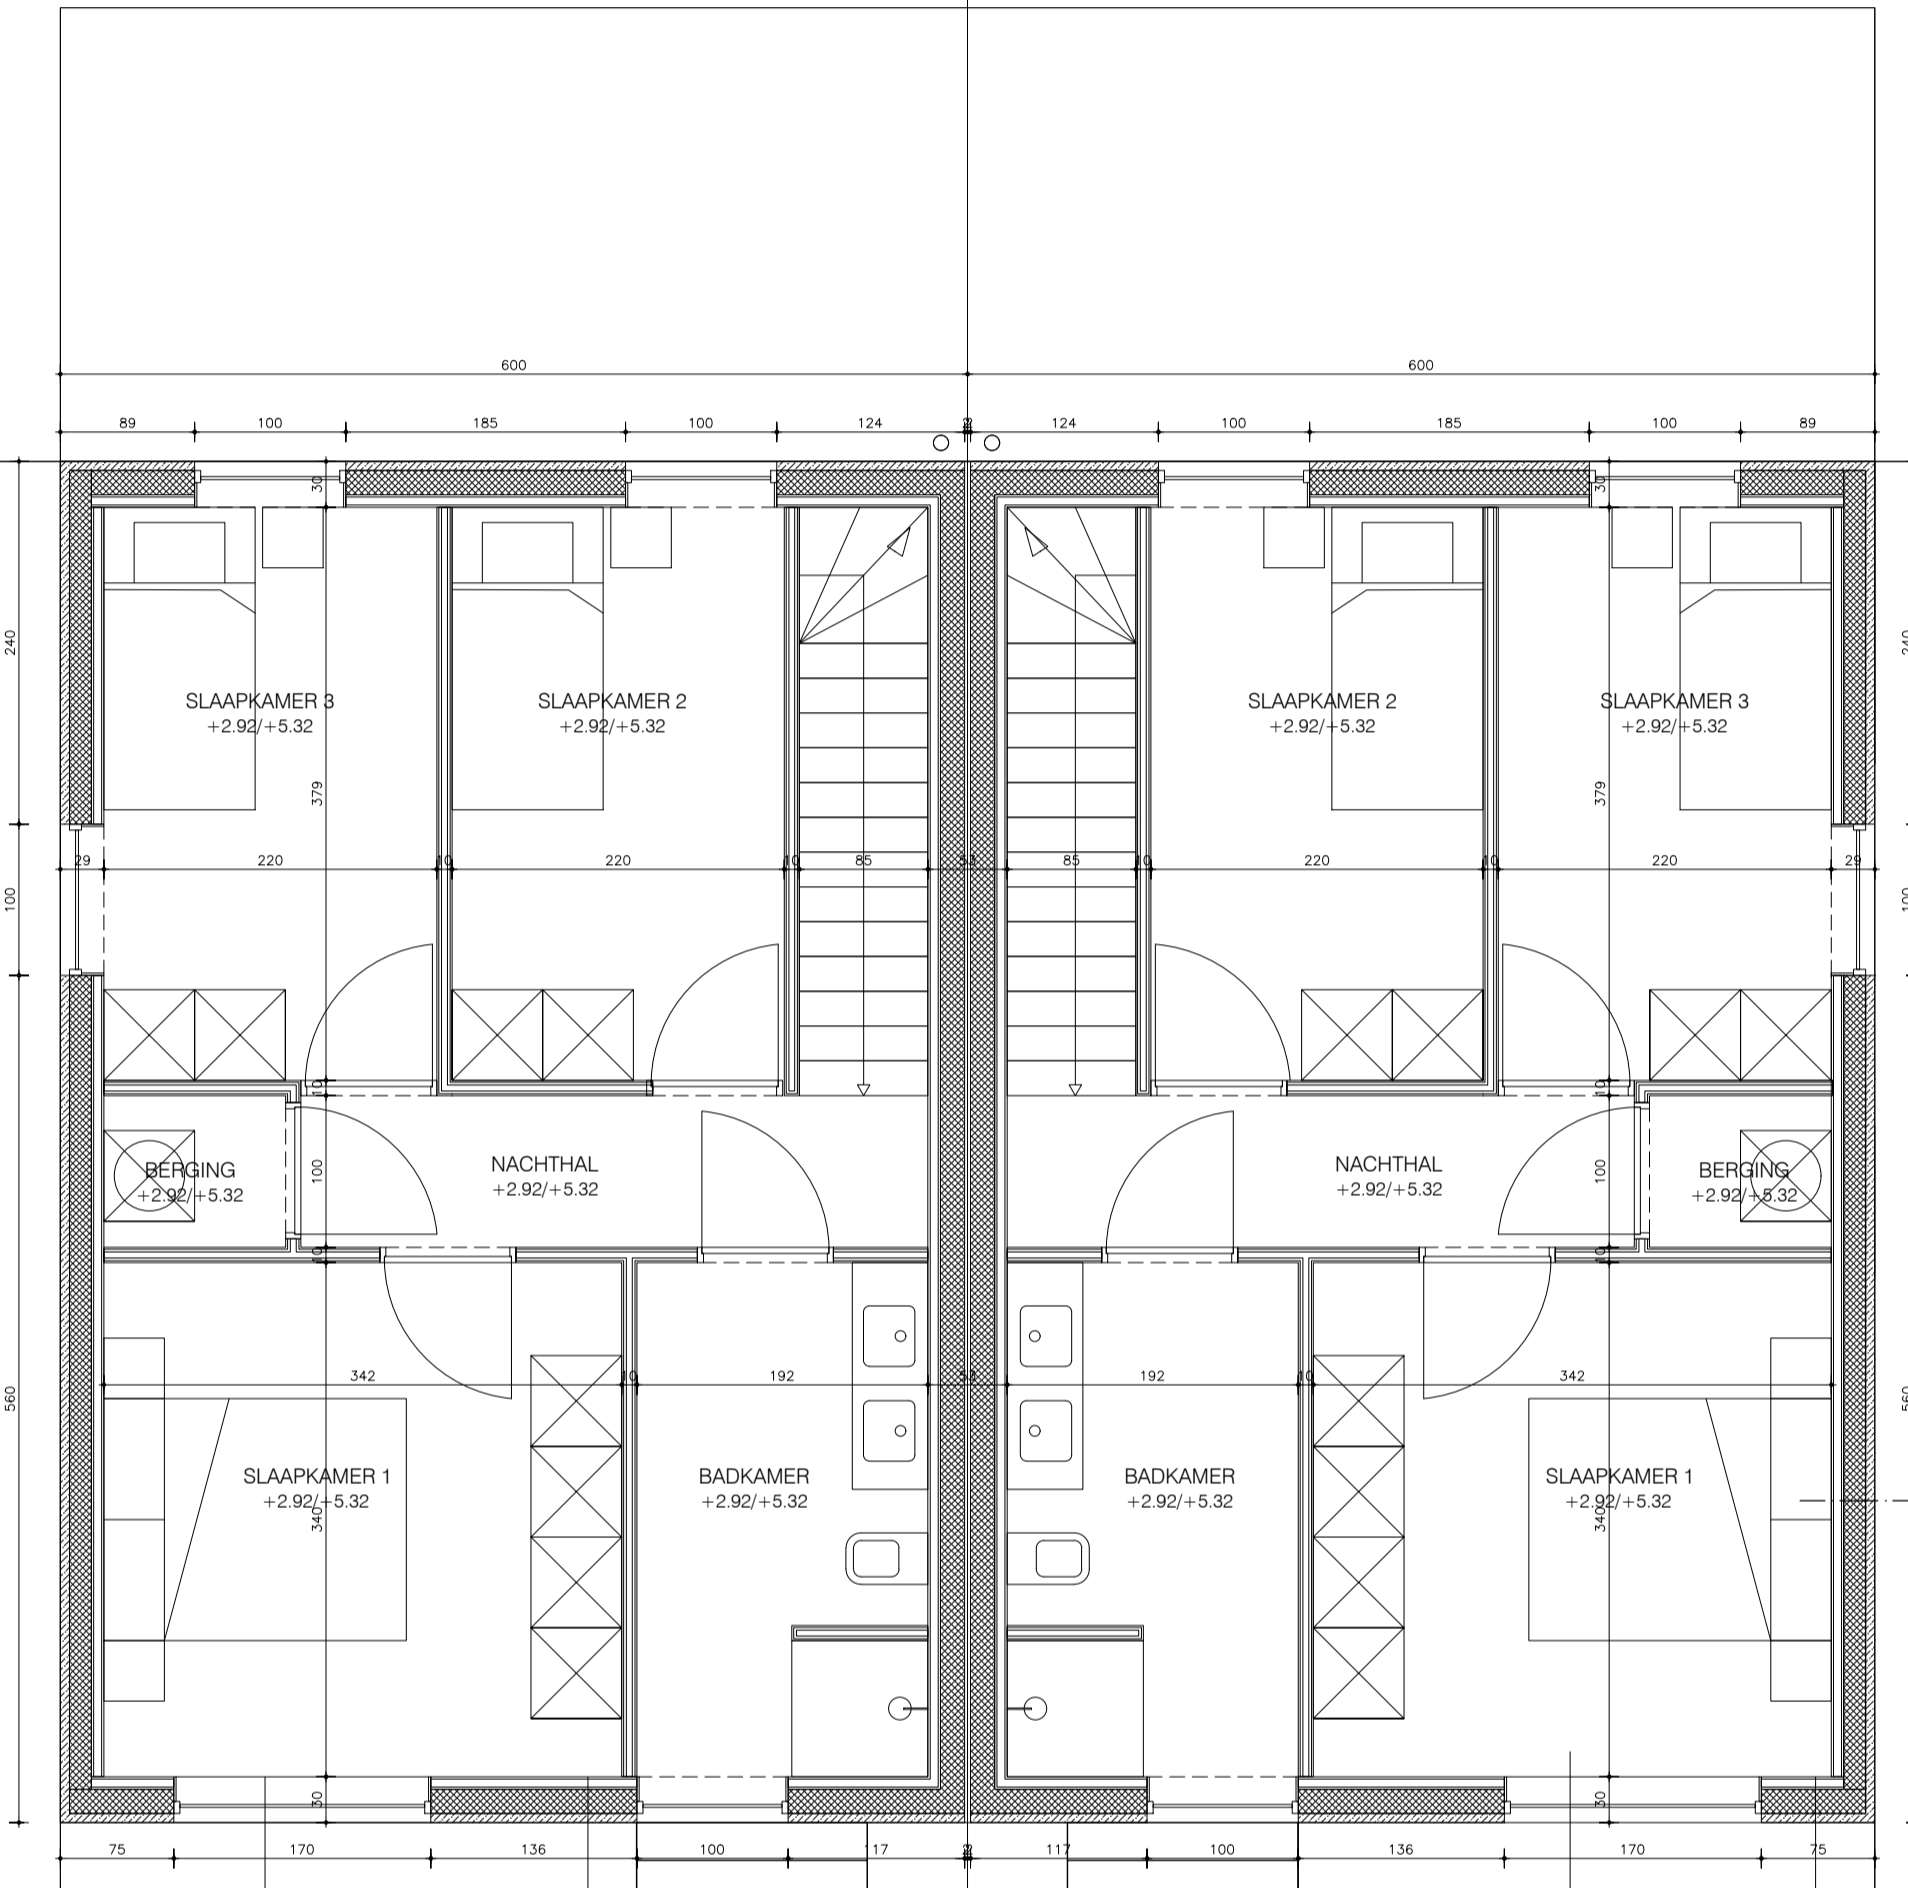 600 600
89 100 185 100 124 2 124 100 185 100 89
30 30
240 240
SLAAPKAMER 3 SLAAPKAMER 2 SLAAPKAMER 2 SLAAPKAMER 3
+2.92/+5.32 +2.92/+5.32 +2.92/+5.32 +2.92/+5.32
379 379
29 220 10 220 10 85 53 85 10 220 10 220 29
100 100
10 10
BERGING NACHTHAL NACHTHAL BERGING
+2.92/+5.32 +2.92/+5.32 +2.92/+5.32 +2.92/+5.32
100 100
10 10
342 10 192 53 192 10 342
560 560
SLAAPKAMER 1 BADKAMER BADKAMER SLAAPKAMER 1
+2.92/+5.32 +2.92/+5.32 +2.92/+5.32 +2.92/+5.32
340 340
30 30
75 170 136 100 117 2 117 100 136 170 75